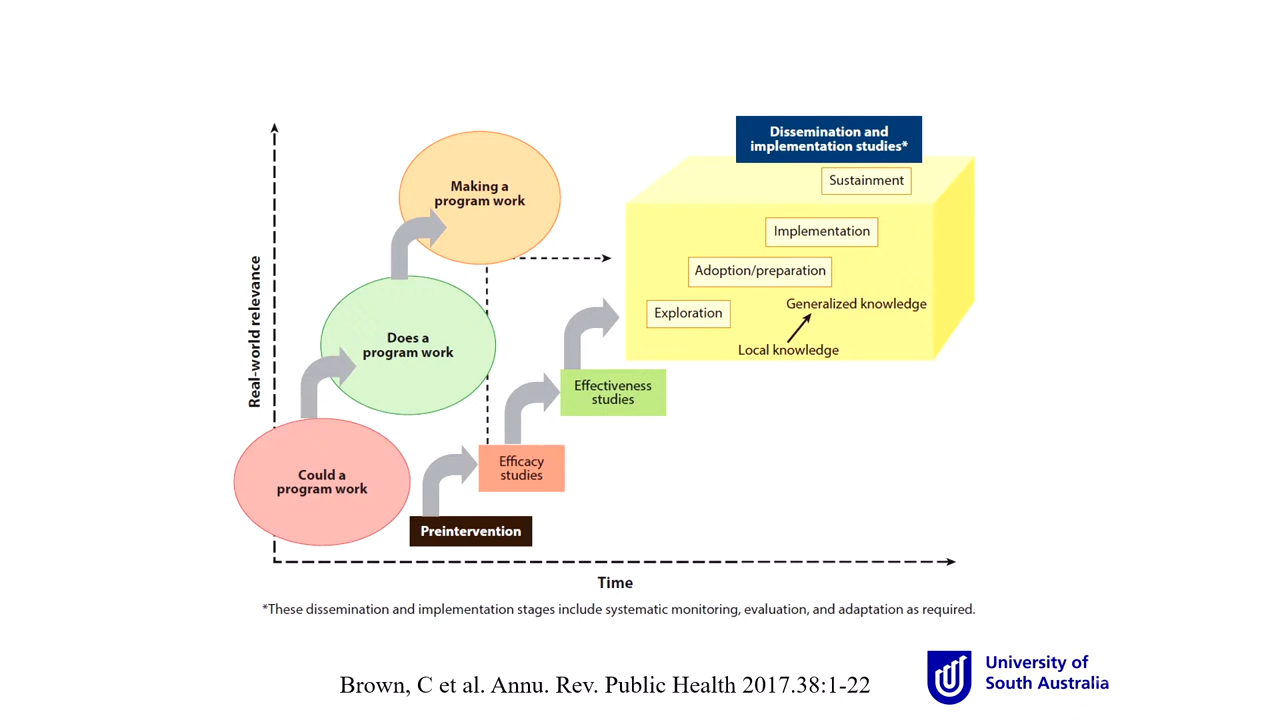 Dissemination and
implementation studies*
Sustainment
Making a
program work
Implementation
Adoption/preparation
Exploration
Generalized knowledge
Local knowledge
Does a
program work
Effectiveness
studies
Efficacy
studies
Could a
program work
Preintervention
Real-world relevance
Time
*These dissemination and implementation stages include systematic monitoring, evaluation, and adaptation as required.
Brown, C et al. Annu. Rev. Public Health 2017.38:1-22
University of
South Australia